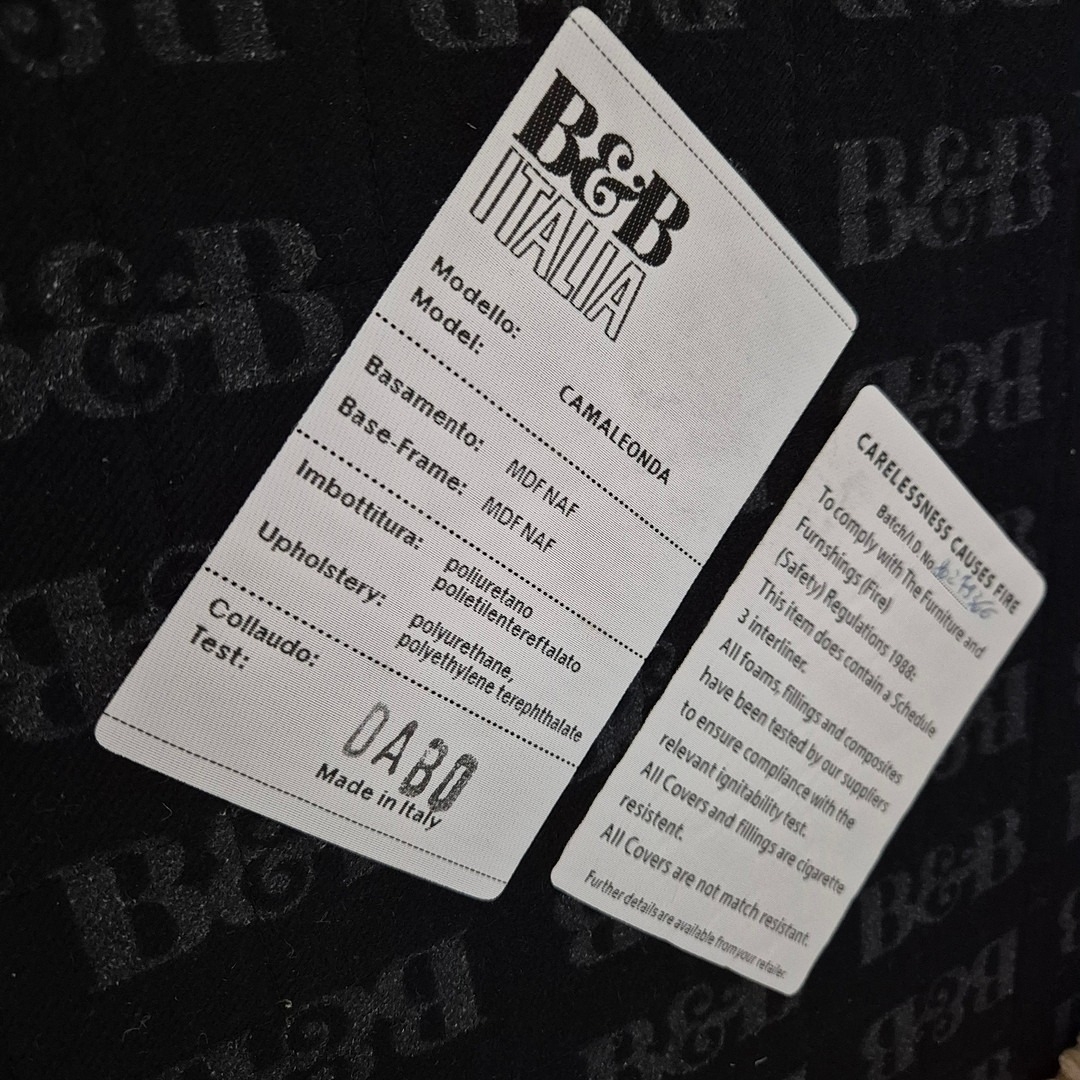 B&B
ITALIA
Modello:
Model:
CAMALEONDA
Basamento: MDF NAF
Base-Frame: MDF NAF
Imbottitura: poliuretano
polietilentereftalato
Upholstery: polyurethane,
polyethylene terephthalate
Collaudo:
Test:
DABO
Made in Italy
CARELESSNESS CAUSES FIRE
Batch/I.D. No.
To comply with The Furniture and
Furnshings (Fire)
(Safety) Regulations 1988:
This item does contain a Schedule
3 interliner.
All foams, fillings and composites
have been tested by our suppliers
to ensure compliance with the
relevant ignitability test.
All Covers and fillings are cigarette
resistent.
All Covers are not match resistant.
Further details are available from your retailer.
B&B
B&B
B&B
B&B
B&B
B&B